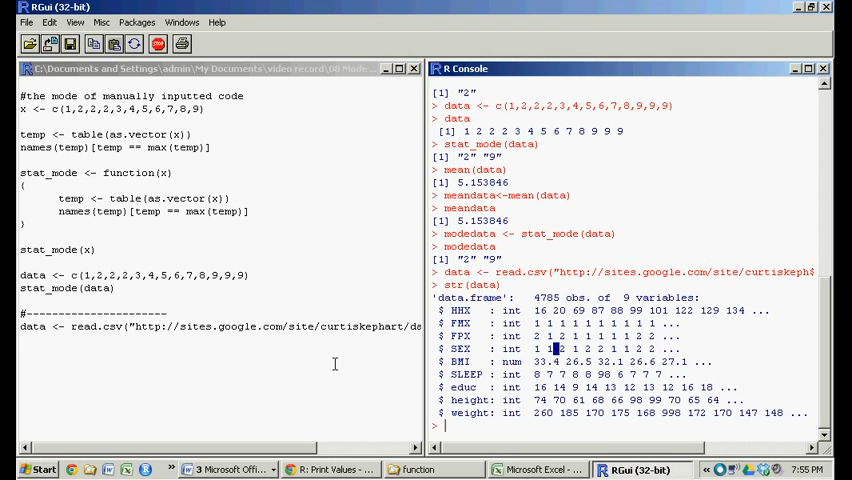 RGui (32-bit)
File Edit View Misc Packages Windows Help
C:\Documents and Settings\admin\My Documents\video record\08 Mode ...
#the mode of manually inputted code
x <- c(1,2,2,2,3,4,5,6,7,8,9)
temp <- table(as.vector(x))
names(temp)[temp == max(temp)]
stat_mode <- function(x)
{
temp <- table(as.vector(x))
names(temp)[temp == max(temp)]
}
stat_mode(x)
data <- c(1,2,2,2,3,4,5,6,7,8,9,9,9)
stat_mode(data)
#----------------------
data <- read.csv("http://sites.google.com/site/curtiskephart/da
R Console
[1] "2"
> data <- c(1,2,2,2,3,4,5,6,7,8,9,9,9)
> data
[1] 1 2 2 2 3 4 5 6 7 8 9 9 9
> stat_mode(data)
[1] "2" "9"
> mean(data)
[1] 5.153846
> meandata<-mean(data)
> meandata
[1] 5.153846
> modedata <- stat_mode(data)
> modedata
[1] "2" "9"
> data <- read.csv("http://sites.google.com/site/curtiskeph$
> str(data)
'data.frame': 4785 obs. of 9 variables:
$ HHX : int 16 20 69 87 88 99 101 122 129 134 ...
$ FMX : int 1 1 1 1 1 1 1 1 1 1 ...
$ FPX : int 2 1 2 1 1 1 1 1 2 2 ...
$ SEX : int 1 1 2 1 2 2 1 1 2 2 ...
$ BMI : num 33.4 26.5 32.1 26.6 27.1 ...
$ SLEEP : int 8 7 7 8 8 98 6 7 7 7 ...
$ educ : int 16 14 9 14 13 12 13 12 16 18 ...
$ height: int 74 70 61 68 66 98 99 70 65 64 ...
$ weight: int 260 185 170 175 168 998 172 170 147 148 ...
>
Start
3 Microsoft Offi...
R: Print Values - ...
function
Microsoft Excel - ...
RGui (32-bit)
7:55 PM